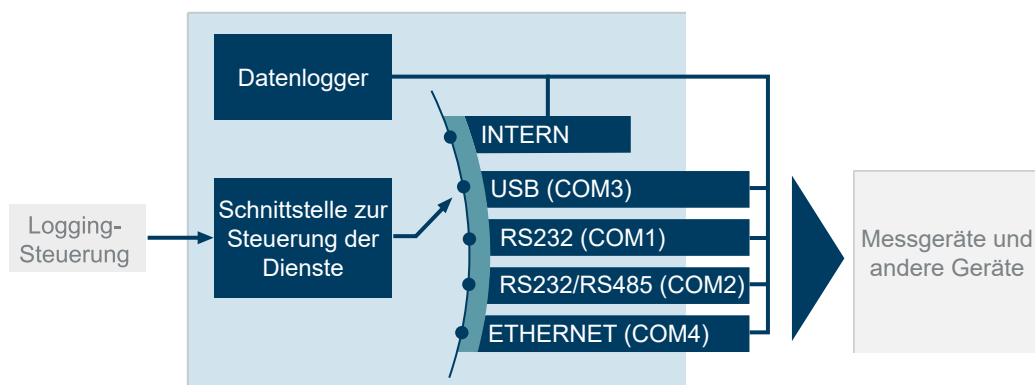 Datenlogger
INTERN
USB (COM3)
Schnittstelle zur
Steuerung der
Dienste
Logging-
Steuerung
RS232 (COM1)
Messgeräte und
andere Geräte
RS232/RS485 (COM2)
ETHERNET (COM4)